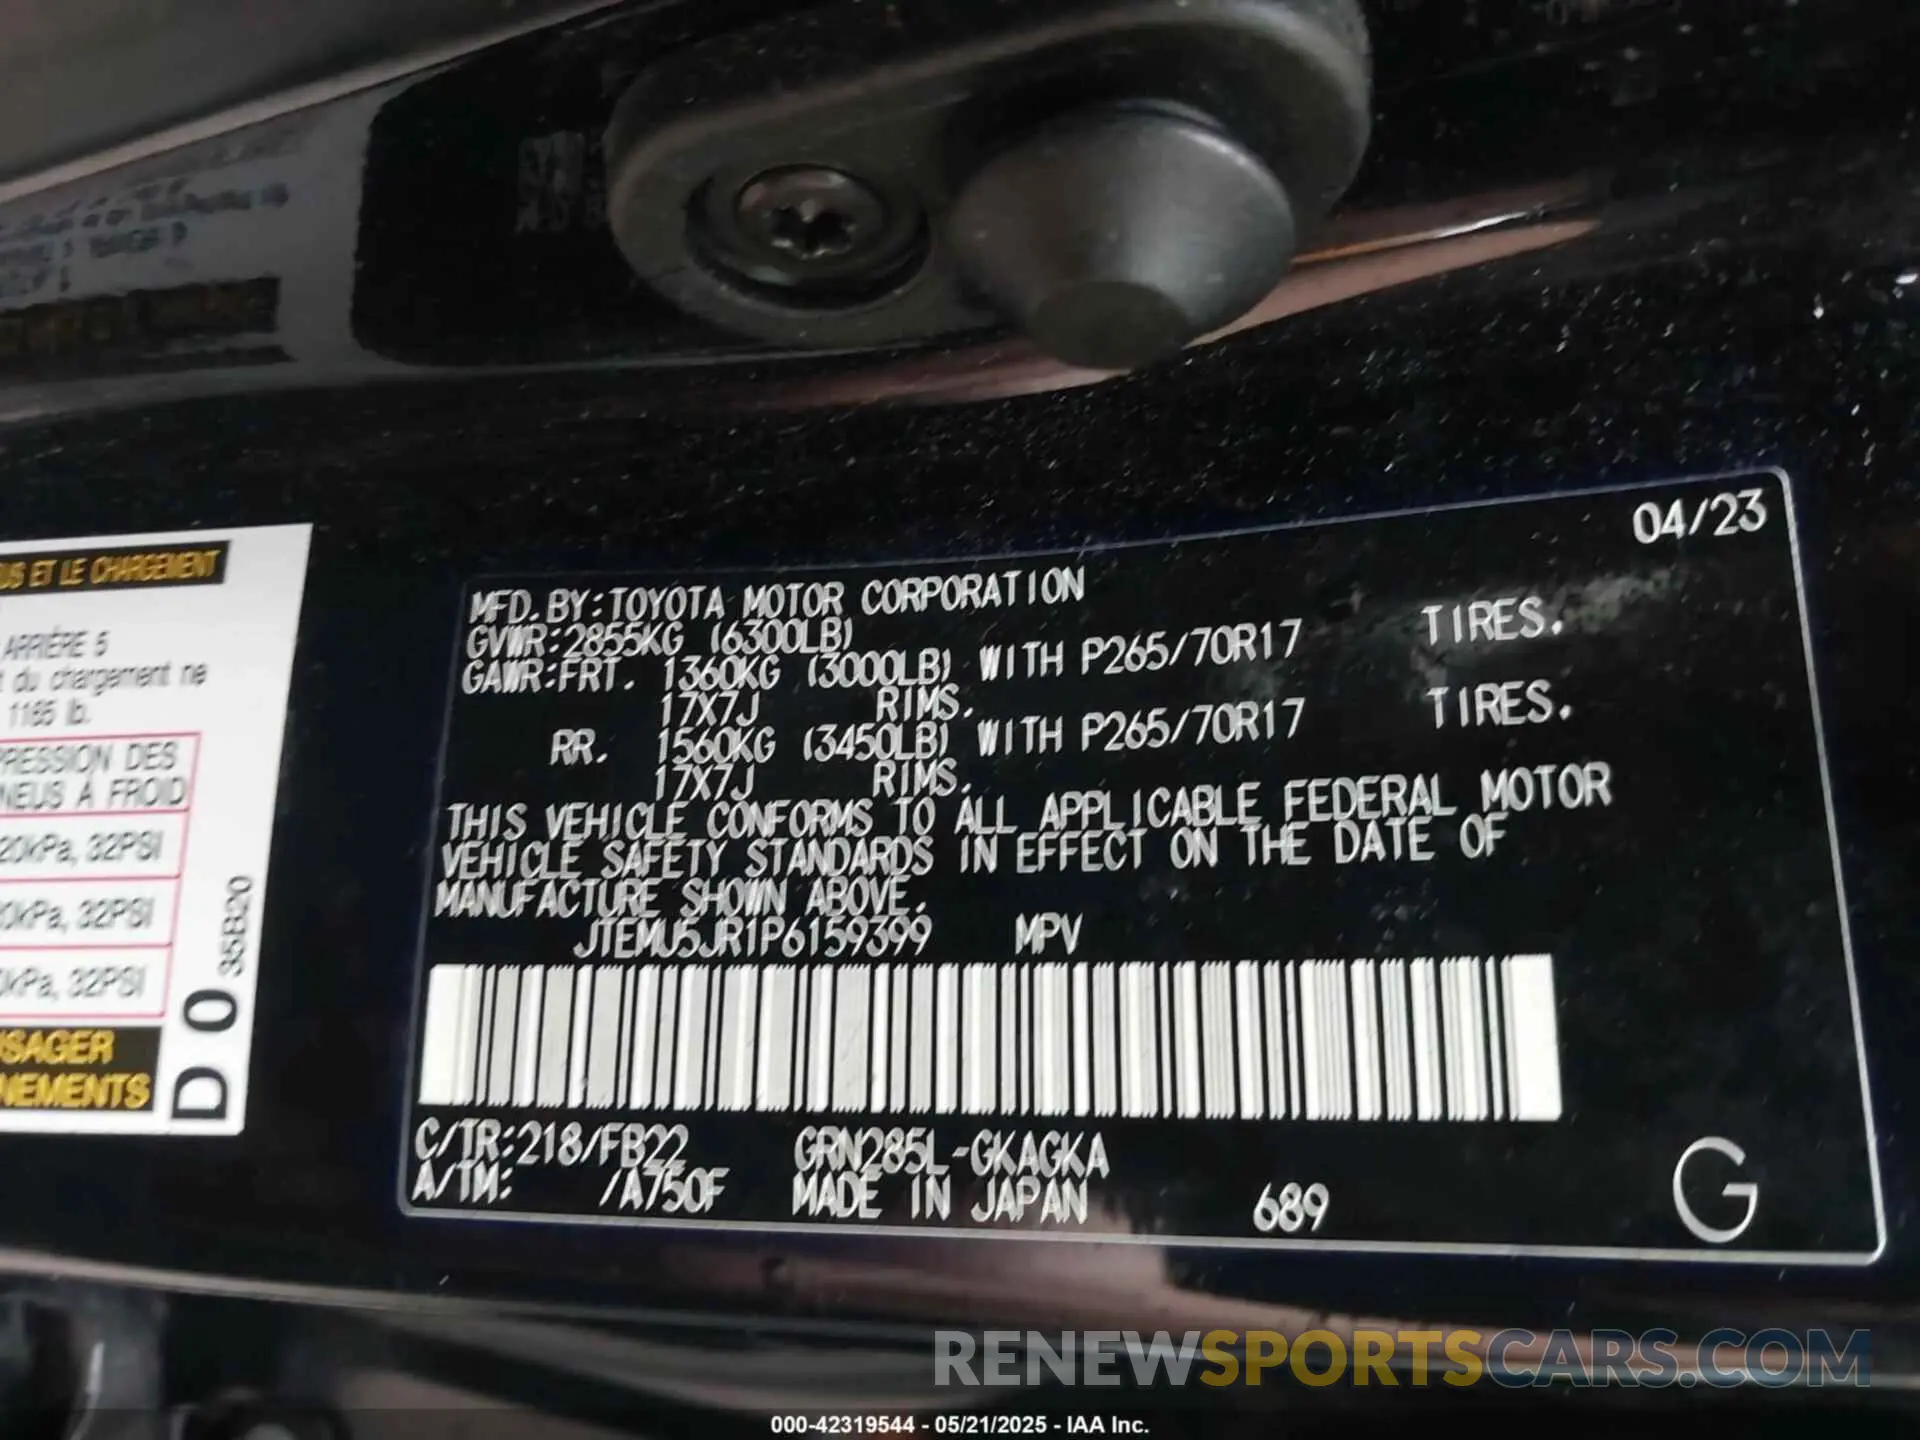 04/23
MFD.BY:TOYOTA MOTOR CORPORATION
GVWR:2855KG (6300LB)
GAWR:FRT. 1360KG (3000LB) WITH P265/70R17 TIRES.
17X7J RIMS.
RR. 1560KG (3450LB) WITH P265/70R17 TIRES.
17X7J RIMS.
THIS VEHICLE CONFORMS TO ALL APPLICABLE FEDERAL MOTOR
VEHICLE SAFETY STANDARDS IN EFFECT ON THE DATE OF
MANUFACTURE SHOWN ABOVE.
JTEMU5JR1P6159399 MPV
C/TR:218/FB22 GRN285L-GKAGKA
A/TM: /A750F MADE IN JAPAN 689 G
ET LE CHARGEMENT
ARRIÈRE 5
du chargement ne
1165 lb.
PRESSION DES
PNEUS À FROID
20kPa, 32PSI
0kPa, 32PSI
kPa, 32PSI
USAGER
NEMENTS
D 0 35B20
RENEWSPORTSCARS.COM
000-42319544 - 05/21/2025 - IAA Inc.